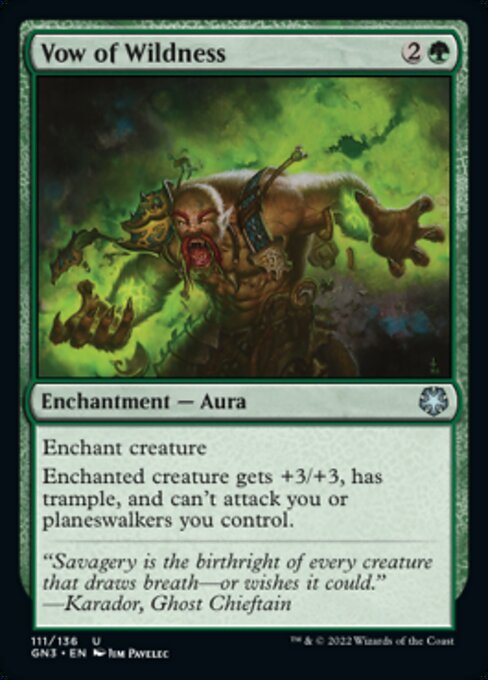 Vow of Wildness 2
Enchantment — Aura
Enchant creature
Enchanted creature gets +3/+3, has
trample, and can't attack you or
planeswalkers you control.
“Savagery is the birthright of every creature
that draws breath—or wishes it could.”
—Karador, Ghost Chieftain
111/136 U
GN3 • EN Jim Pavelec
™ & © 2022 Wizards of the Coast